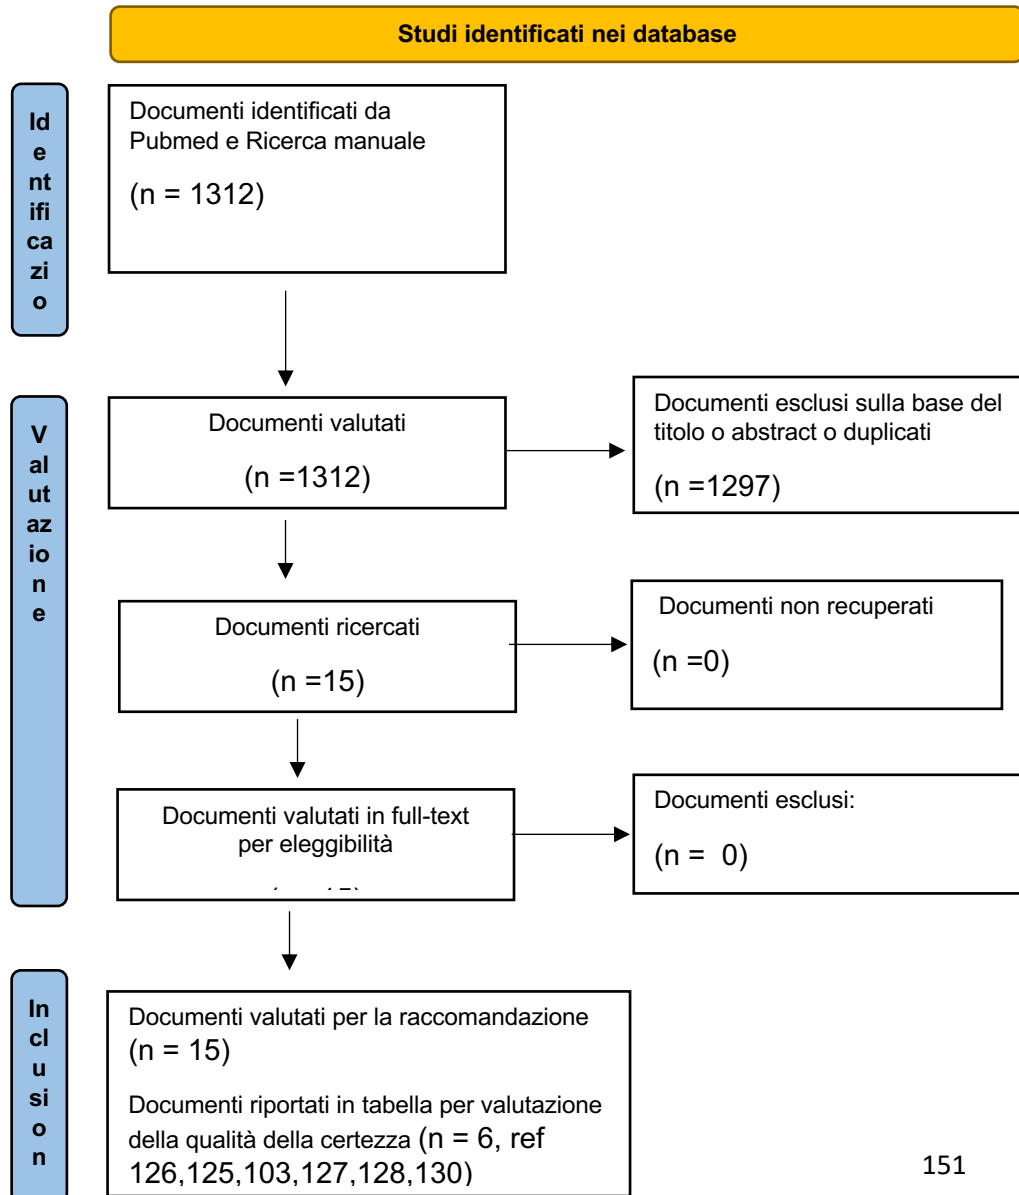 Studi identificati nei database
Id
e
nt
ifi
ca
zi
o
Documenti identificati da
Pubmed e Ricerca manuale
(n = 1312)
V
al
ut
az
io
n
e
Documenti valutati
(n =1312)
Documenti esclusi sulla base del
titolo o abstract o duplicati
(n =1297)
Documenti ricercati
(n =15)
Documenti non recuperati
(n =0)
Documenti valutati in full-text
per eleggibilità
Documenti esclusi:
(n = 0)
In
cl
u
si
o
n
Documenti valutati per la raccomandazione
(n = 15)
Documenti riportati in tabella per valutazione
della qualità della certezza (n = 6, ref
126,125,103,127,128,130)
151